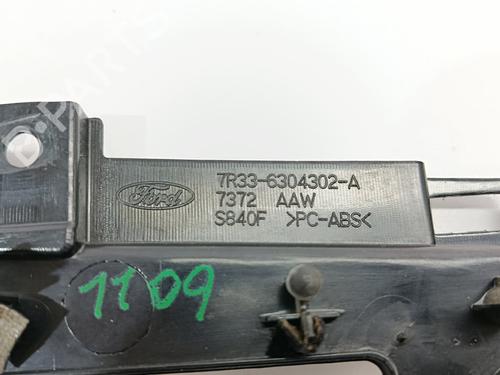 Ford
7R33-6304302-A
7372 AAW
S840F >PC-ABS<
1109